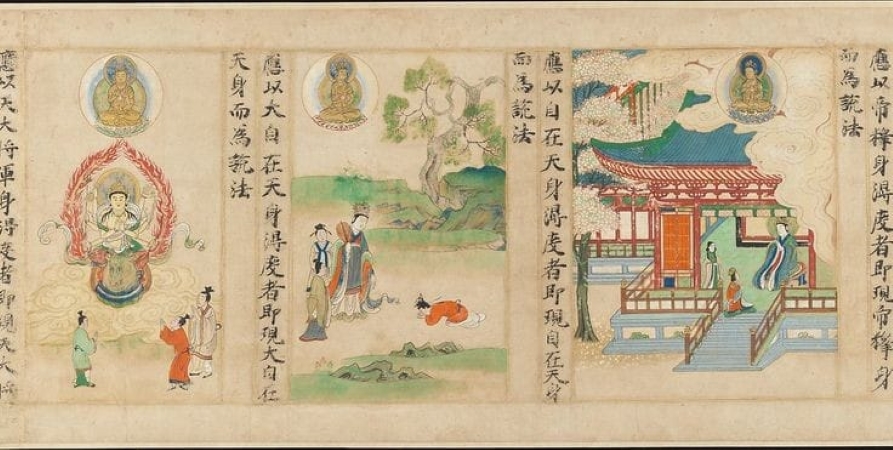 應以帝釋身得度者即現帝釋身
而為說法
應以自在天身得度者即現自在天身
而為說法
應以大自在天身得度者即現大自在
天身而為說法
應以天大將軍身得度者即現天大將